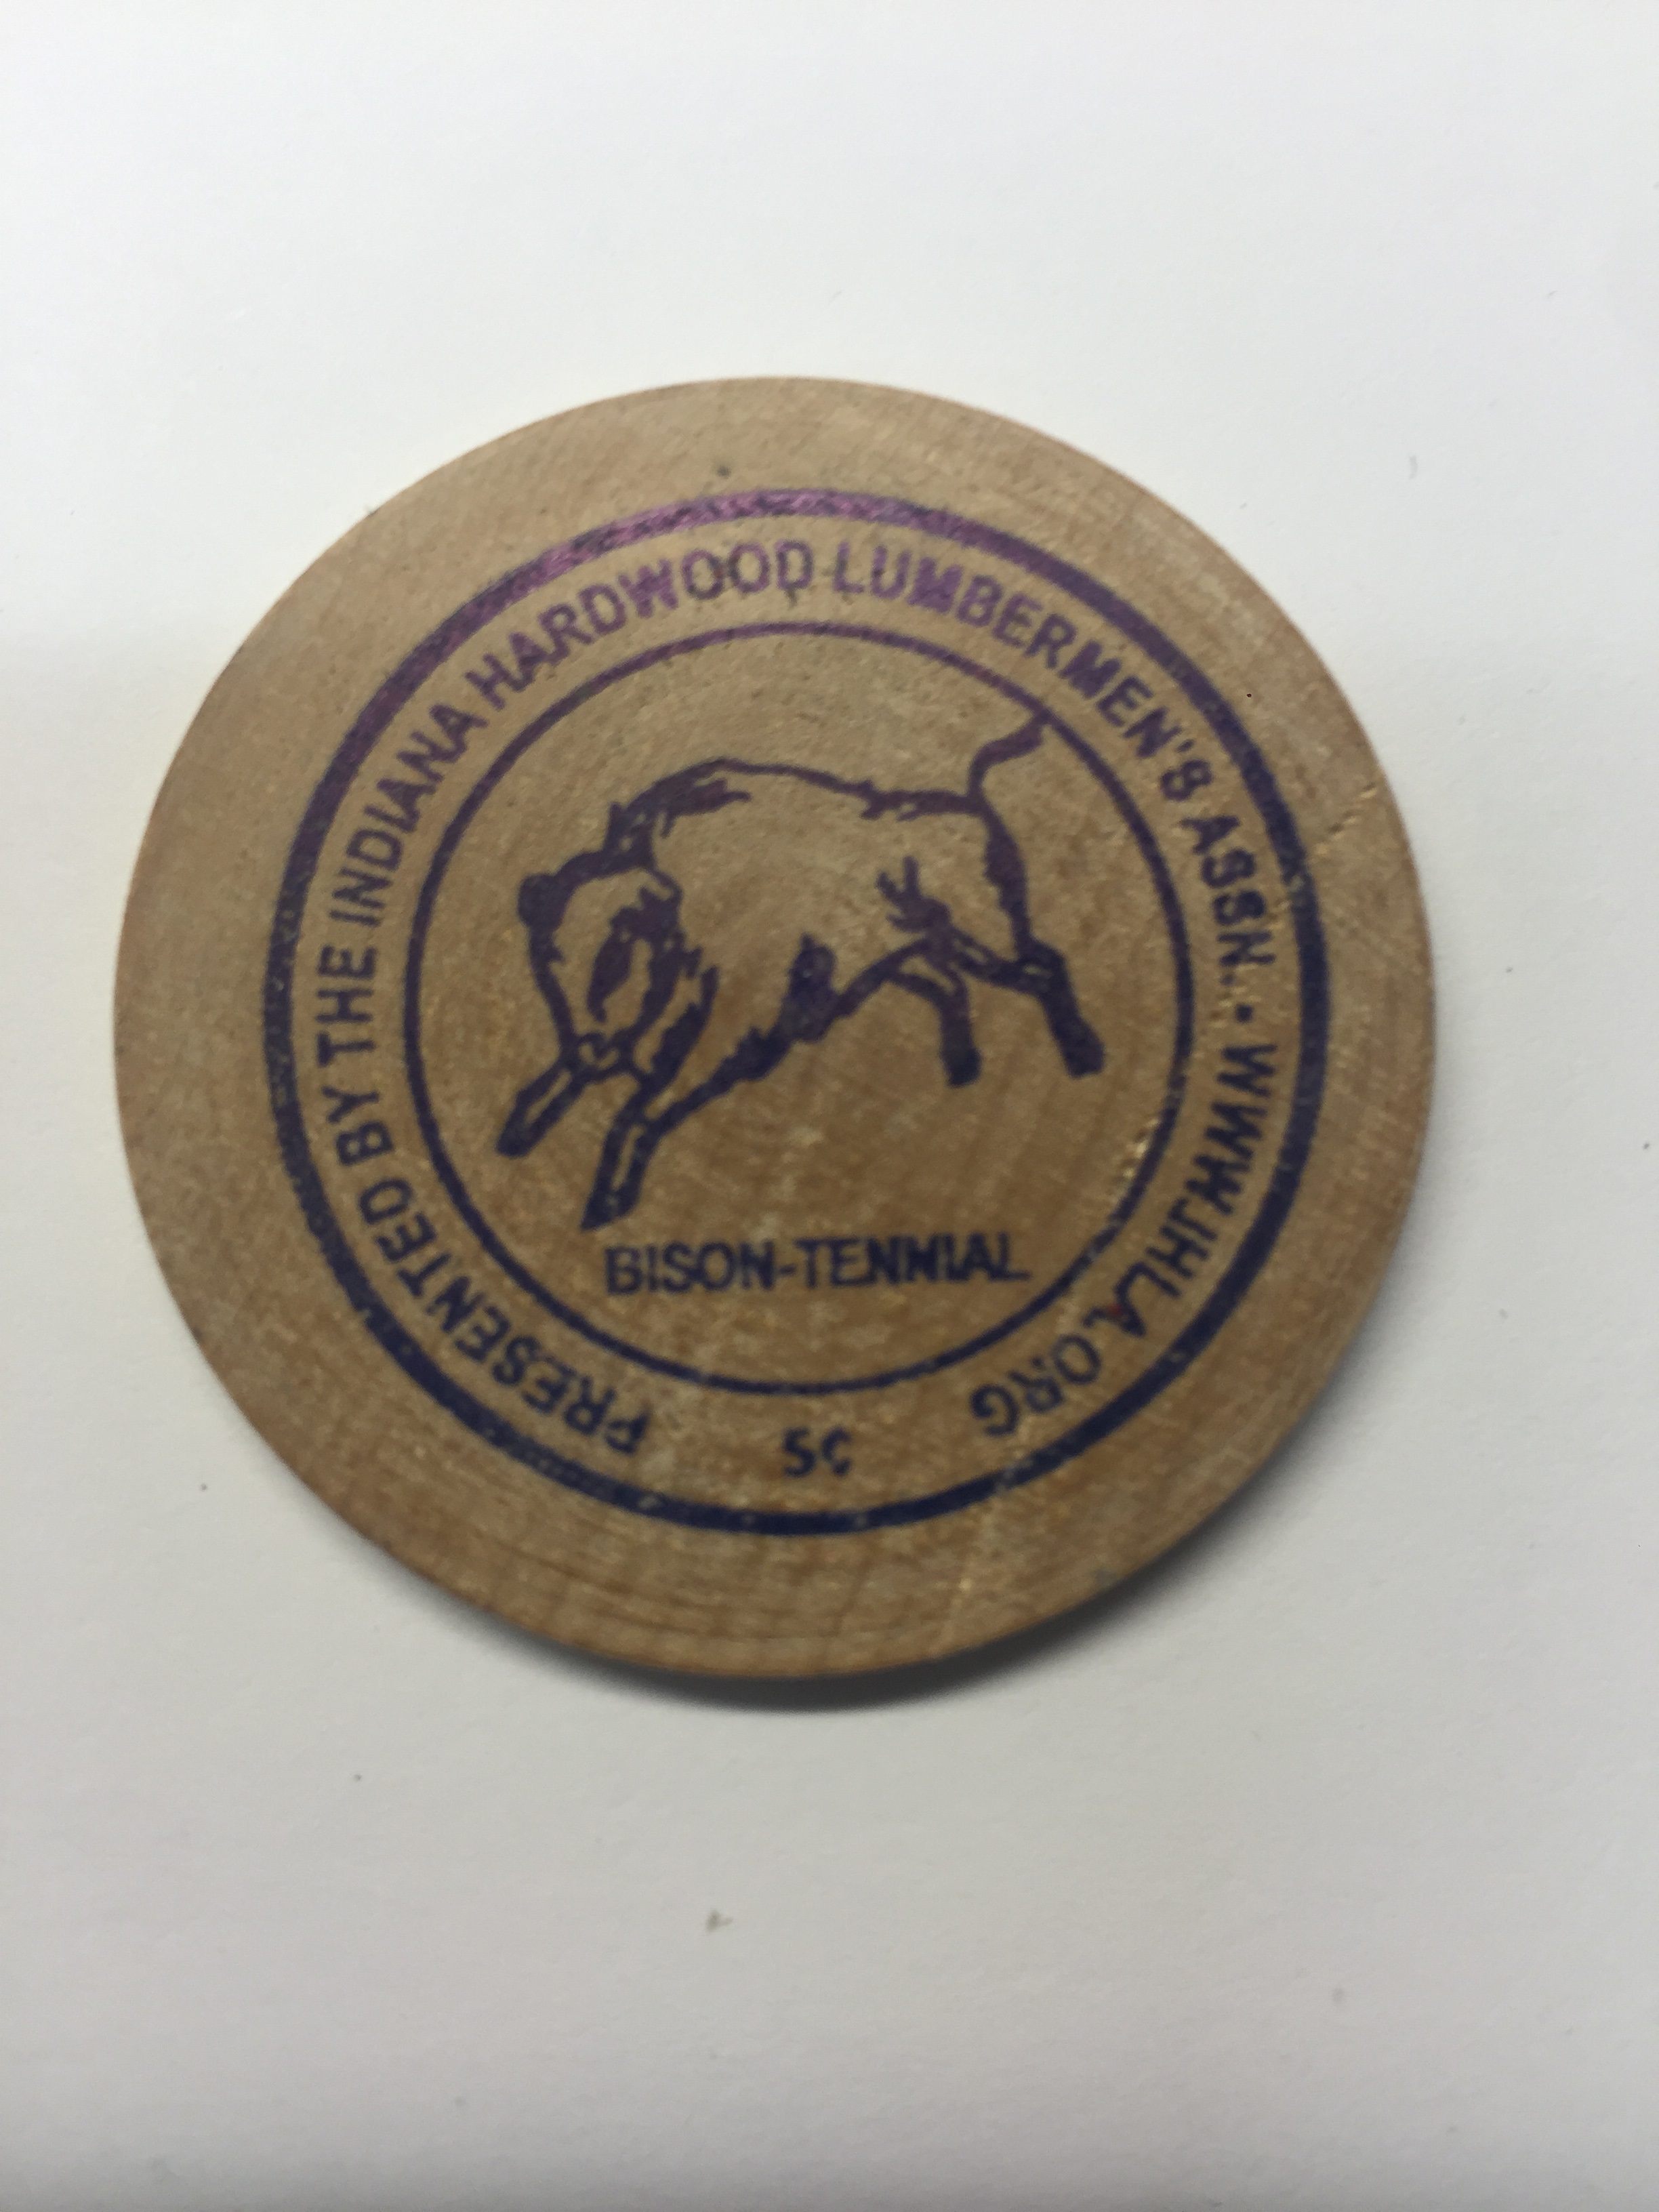 PRESENTED BY THE INDIANA HARDWOOD LUMBERMEN'S ASSN. • WWW.IHLA.ORG
BISON-TENNIAL
5¢